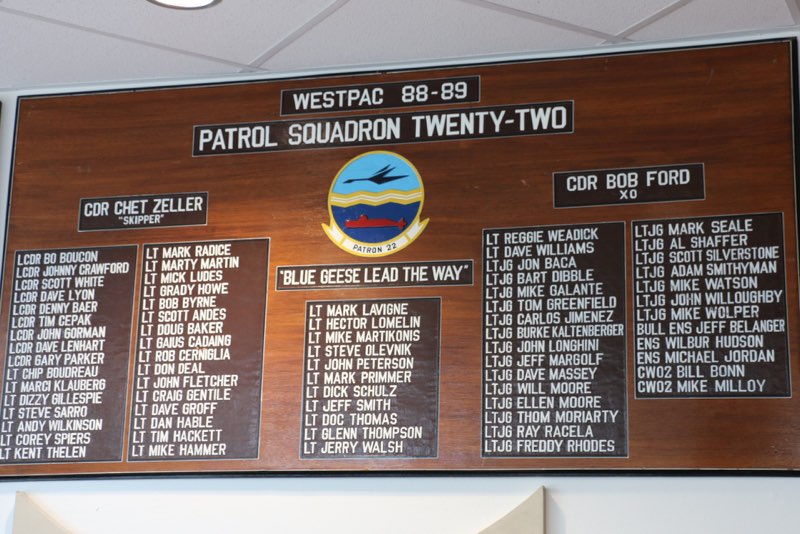 WESTPAC 88-89
PATROL SQUADRON TWENTY-TWO
CDR CHET ZELLER
"SKIPPER"
PATRON 22
CDR BOB FORD
XO
"BLUE GEESE LEAD THE WAY"
LCDR BO BOUCON
LCDR JOHNNY CRAWFORD
LCDR SCOTT WHITE
LCDR DAVE LYON
LCDR DENNY BAER
LCDR TIM CEPAK
LCDR JOHN GORMAN
LCDR DAVE LENHART
LCDR GARY PARKER
LT CHIP BOUDREAU
LT MARCI KLAUBERG
LT DIZZY GILLESPIE
LT STEVE SARRO
LT ANDY WILKINSON
LT COREY SPIERS
LT KENT THELEN
LT MARK RADICE
LT MARTY MARTIN
LT MICK LUDES
LT GRADY HOWE
LT BOB BYRNE
LT SCOTT ANDES
LT DOUG BAKER
LT GAIUS CADAING
LT ROB CERNIGLIA
LT DON DEAL
LT JOHN FLETCHER
LT CRAIG GENTILE
LT DAVE GROFF
LT DAN HABLE
LT TIM HACKETT
LT MIKE HAMMER
LT MARK LAVIGNE
LT HECTOR LOMELIN
LT MIKE MARTIKONIS
LT STEVE OLEVNIK
LT JOHN PETERSON
LT MARK PRIMMER
LT DICK SCHULZ
LT JEFF SMITH
LT DOC THOMAS
LT GLENN THOMPSON
LT JERRY WALSH
LT REGGIE WEADICK
LT DAVE WILLIAMS
LTJG JON BACA
LTJG BART DIBBLE
LTJG MIKE GALANTE
LTJG TOM GREENFIELD
LTJG CARLOS JIMENEZ
LTJG BURKE KALTENBERGER
LTJG JOHN LONGHINI
LTJG JEFF MARGOLF
LTJG DAVE MASSEY
LTJG WILL MOORE
LTJG ELLEN MOORE
LTJG THOM MORIARTY
LTJG RAY RACELA
LTJG FREDDY RHODES
LTJG MARK SEALE
LTJG AL SHAFFER
LTJG SCOTT SILVERSTONE
LTJG ADAM SMITHYMAN
LTJG MIKE WATSON
LTJG JOHN WILLOUGHBY
LTJG MIKE WOLPER
BULL ENS JEFF BELANGER
ENS WILBUR HUDSON
ENS MICHAEL JORDAN
CWO2 BILL BONN
CWO2 MIKE MILLOY